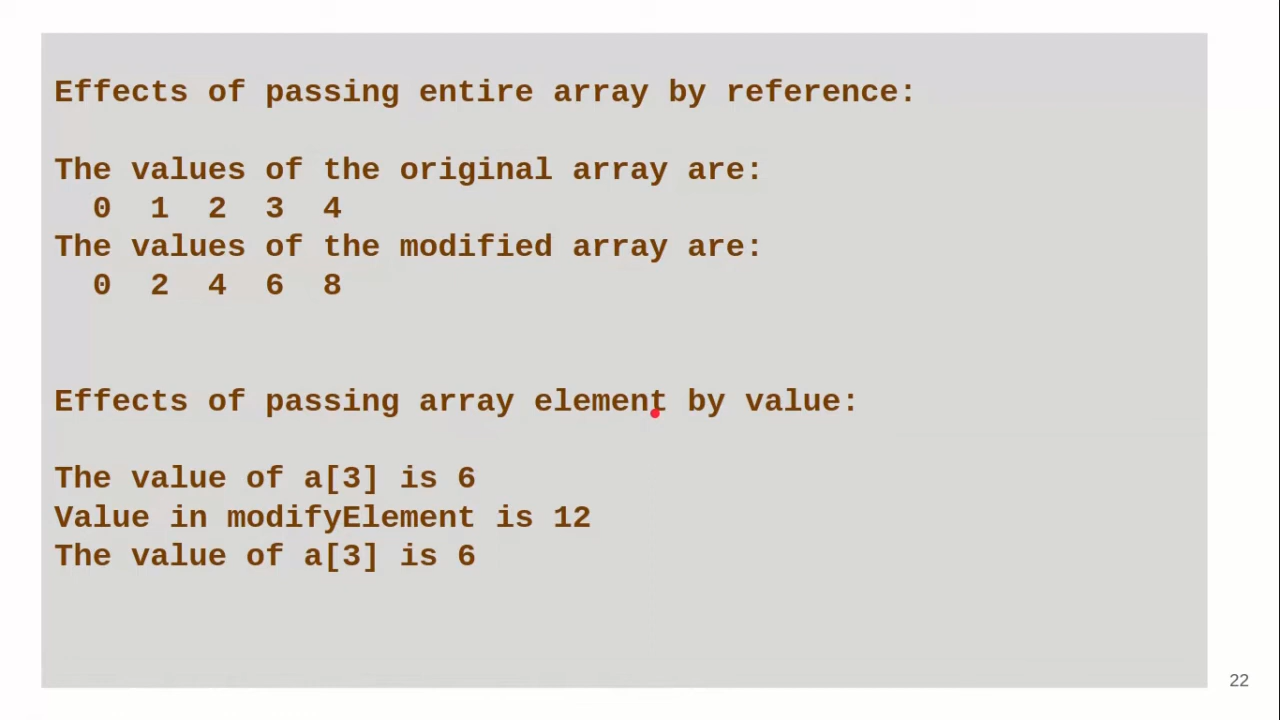 Effects of passing entire array by reference:
The values of the original array are:
0 1 2 3 4
The values of the modified array are:
0 2 4 6 8
Effects of passing array element by value:
The value of a[3] is 6
Value in modifyElement is 12
The value of a[3] is 6
22